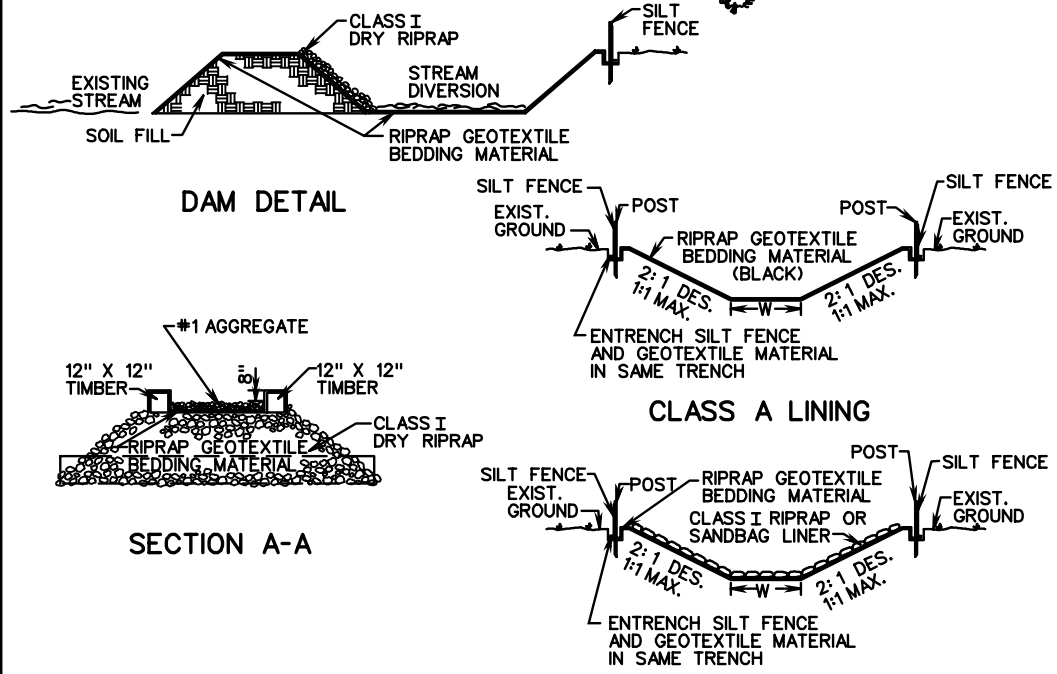 CLASS I
DRY RIPRAP
SILT
FENCE
EXISTING
STREAM
STREAM
DIVERSION
SOIL FILL
RIPRAP GEOTEXTILE
BEDDING MATERIAL
DAM DETAIL
SILT FENCE
POST
EXIST.
GROUND
RIPRAP GEOTEXTILE
BEDDING MATERIAL
(BLACK)
POST
SILT FENCE
EXIST.
GROUND
2:1 DES.
1:1 MAX.
W
2:1 DES.
1:1 MAX.
ENTRENCH SILT FENCE
AND GEOTEXTILE MATERIAL
IN SAME TRENCH
CLASS A LINING
#1 AGGREGATE
12" X 12"
TIMBER
8"
12" X 12"
TIMBER
CLASS I
DRY RIPRAP
RIPRAP GEOTEXTILE
BEDDING MATERIAL
SECTION A-A
SILT FENCE
EXIST.
GROUND
POST
RIPRAP GEOTEXTILE
BEDDING MATERIAL
CLASS I RIPRAP OR
SANDBAG LINER
POST
SILT FENCE
EXIST.
GROUND
2:1 DES.
1:1 MAX.
W
2:1 DES.
1:1 MAX.
ENTRENCH SILT FENCE
AND GEOTEXTILE MATERIAL
IN SAME TRENCH